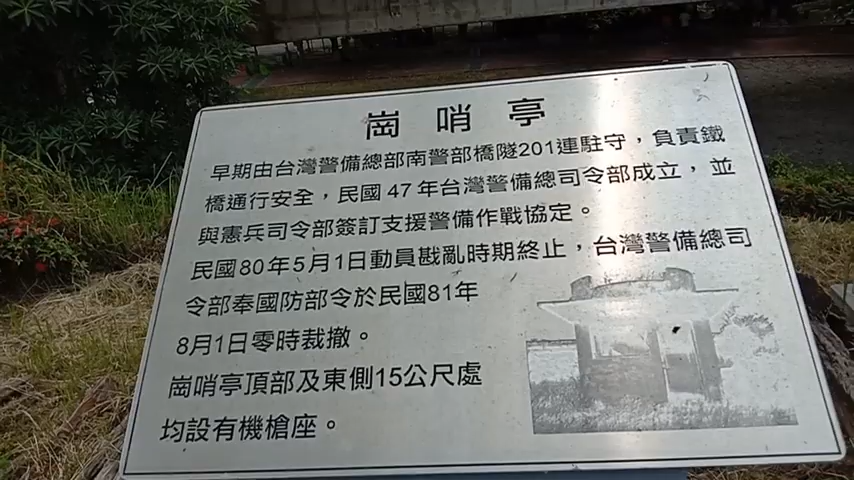 崗哨亭
早期由台灣警備總部南警部橋隧201連駐守，負責鐵
橋通行安全，民國47年台灣警備總司令部成立，並
與憲兵司令部簽訂支援警備作戰協定。
民國80年5月1日動員戡亂時期終止，台灣警備總司
令部奉國防部令於民國81年
8月1日零時裁撤。
崗哨亭頂部及東側15公尺處
均設有機槍座。